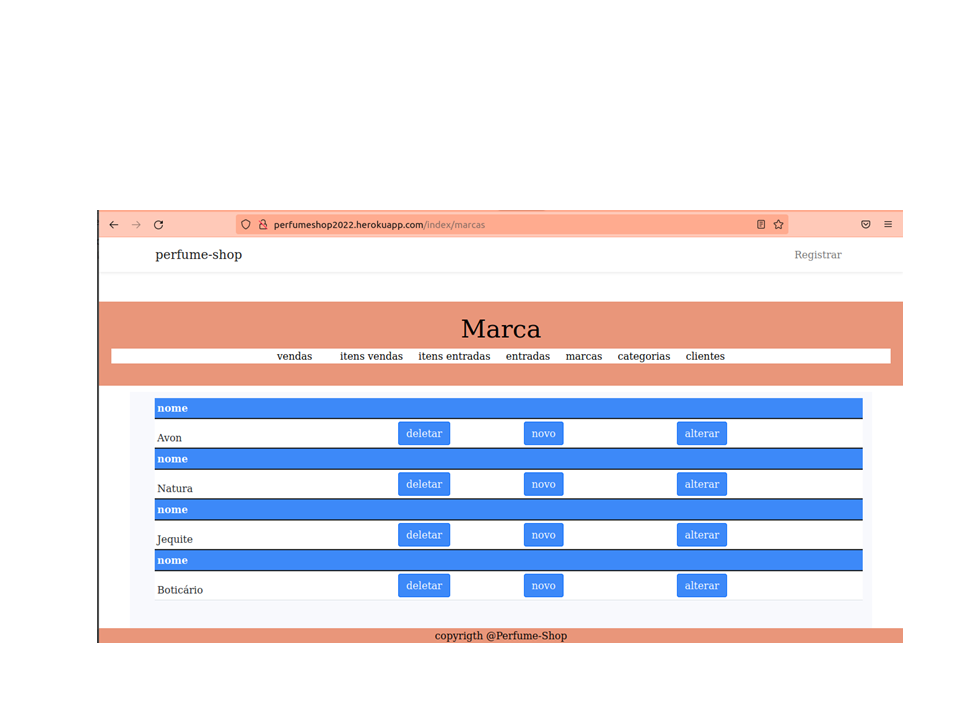 perfumeshop2022.herokuapp.com/index/marcas
perfume-shop Registrar
Marca
vendas itens vendas itens entradas entradas marcas categorias clientes
nome
Avon deletar novo alterar
nome
Natura deletar novo alterar
nome
Jequite deletar novo alterar
nome
Boticário deletar novo alterar
copyrigth @Perfume-Shop